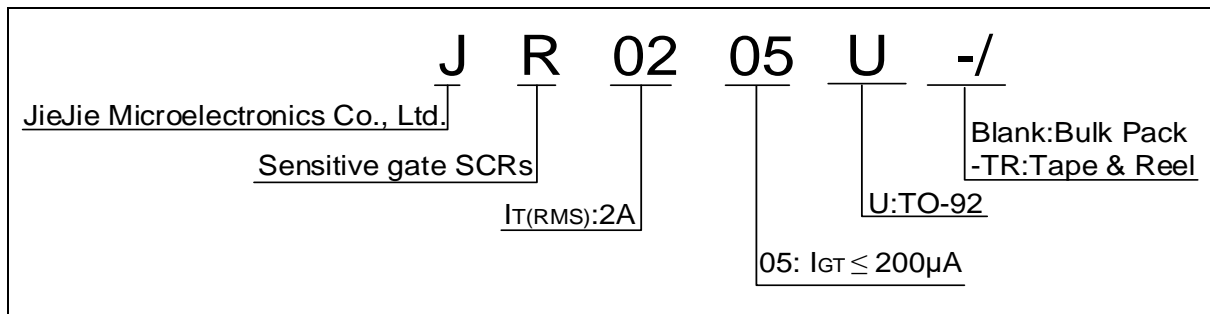 J R 02 05 U -/
JieJie Microelectronics Co., Ltd.
Sensitive gate SCRs
IT(RMS):2A
05: IGT ≤ 200μA
U:TO-92
Blank:Bulk Pack
-TR:Tape & Reel